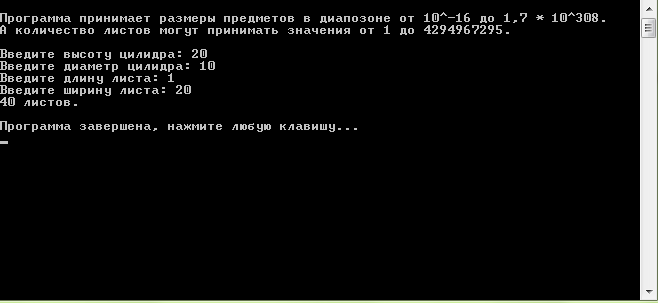 Программа принимает размеры предметов в диапозоне от 10^-16 до 1,7 * 10^308.
А количество листов могут принимать значения от 1 до 4294967295.
Введите высоту цилидра: 20
Введите диаметр цилидра: 10
Введите длину листа: 1
Введите ширину листа: 20
40 листов.
Программа завершена, нажмите любую клавишу...